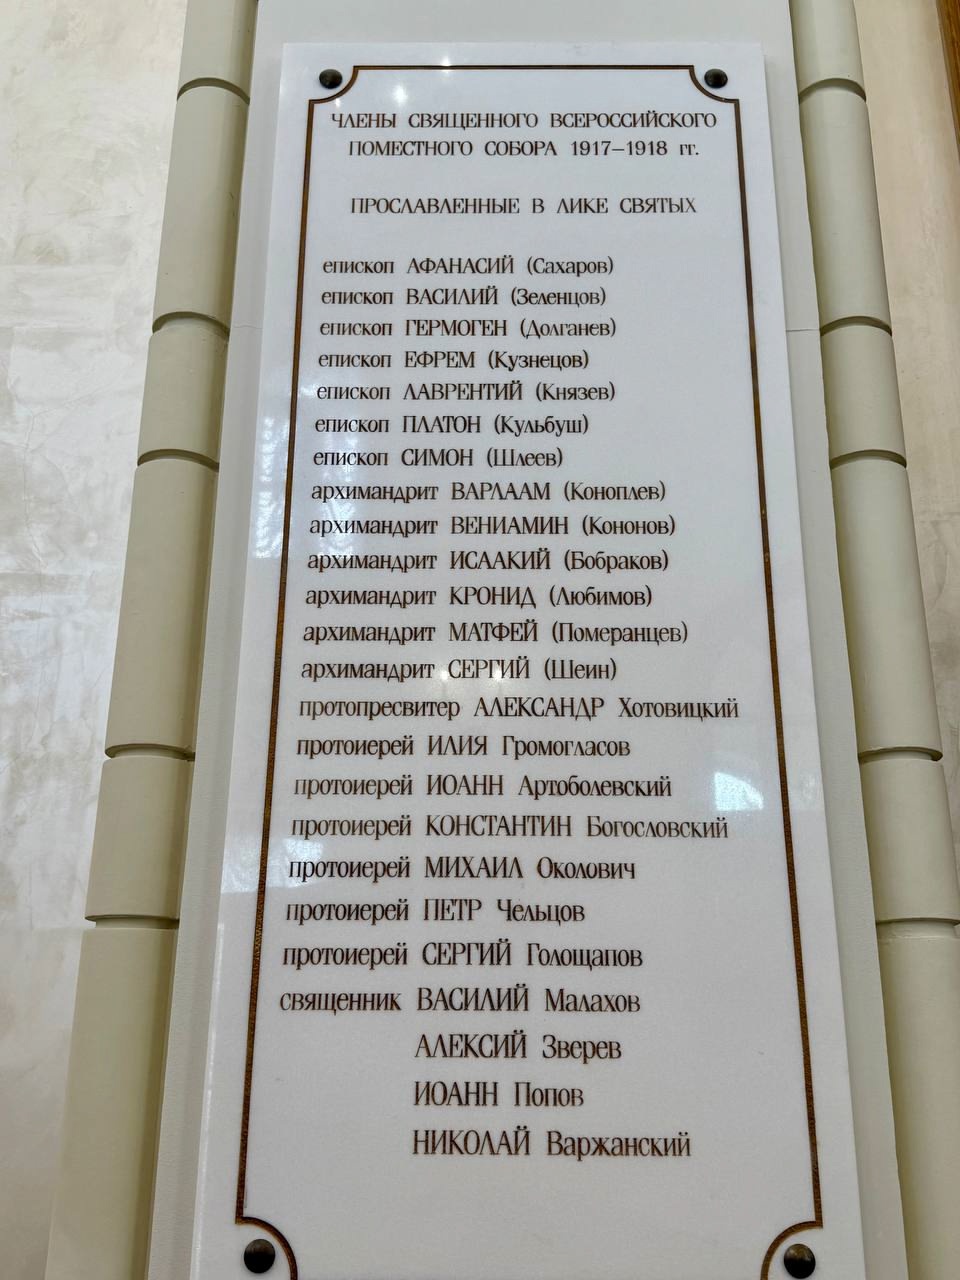 ЧЛЕНЫ СВЯЩЕННОГО ВСЕРОССИЙСКОГО
ПОМЕСТНОГО СОБОРА 1917–1918 гг.
ПРОСЛАВЛЕННЫЕ В ЛИКЕ СВЯТЫХ
епископ АФАНАСИЙ (Сахаров)
епископ ВАСИЛИЙ (Зеленцов)
епископ ГЕРМОГЕН (Долганев)
епископ ЕФРЕМ (Кузнецов)
епископ ЛАВРЕНТИЙ (Князев)
епископ ПЛАТОН (Кульбуш)
епископ СИМОН (Шлеев)
архимандрит ВАРЛААМ (Коноплев)
архимандрит ВЕНИАМИН (Кононов)
архимандрит ИСААКИЙ (Бобраков)
архимандрит КРОНИД (Любимов)
архимандрит МАТФЕЙ (Померанцев)
архимандрит СЕРГИЙ (Шеин)
протопресвитер АЛЕКСАНДР Хотовицкий
протоиерей ИЛИЯ Громогласов
протоиерей ИОАНН Артоболевский
протоиерей КОНСТАНТИН Богословский
протоиерей МИХАИЛ Околович
протоиерей ПЕТР Чельцов
протоиерей СЕРГИЙ Голощапов
священник ВАСИЛИЙ Малахов
АЛЕКСИЙ Зверев
ИОАНН Попов
НИКОЛАЙ Варжанский